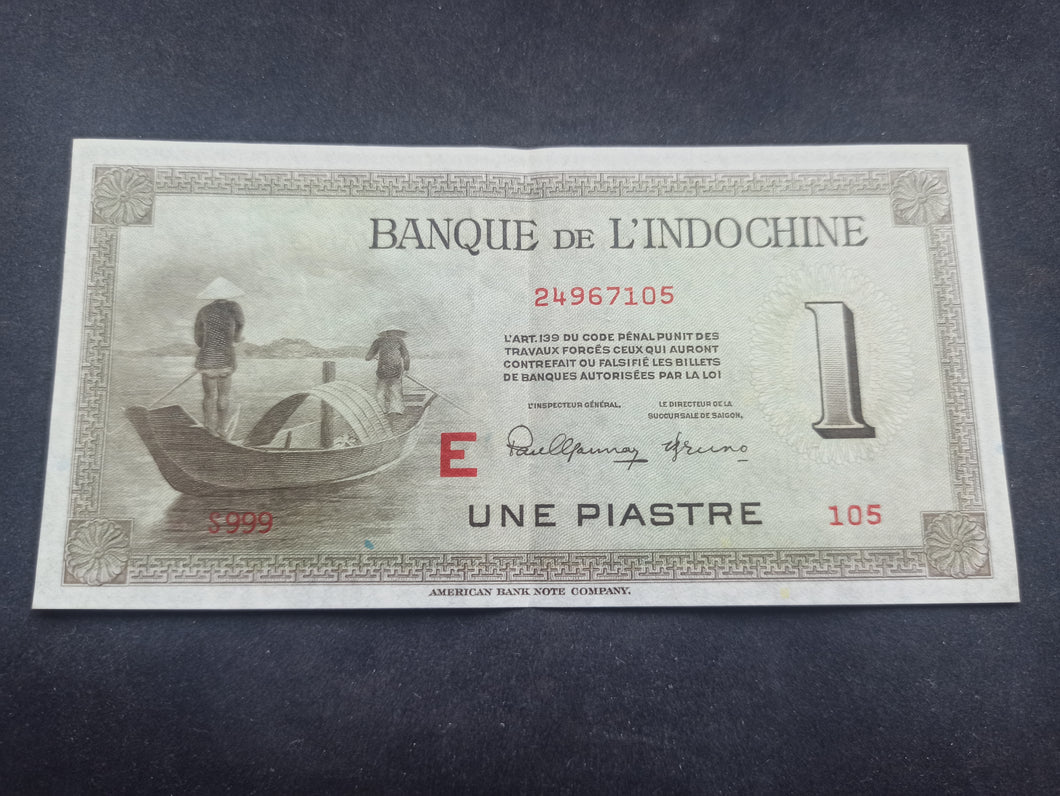 BANQUE DE L'INDOCHINE
24967105
L'ART. 139 DU CODE PÉNAL PUNIT DES
TRAVAUX FORCÉS CEUX QUI AURONT
CONTREFAIT OU FALSIFIÉ LES BILLETS
DE BANQUES AUTORISÉES PAR LA LOI
L'INSPECTEUR GÉNÉRAL,
LE DIRECTEUR DE LA
SUCCURSALE DE SAIGON,
1
E
S-999
UNE PIASTRE
105
AMERICAN BANK NOTE COMPANY.